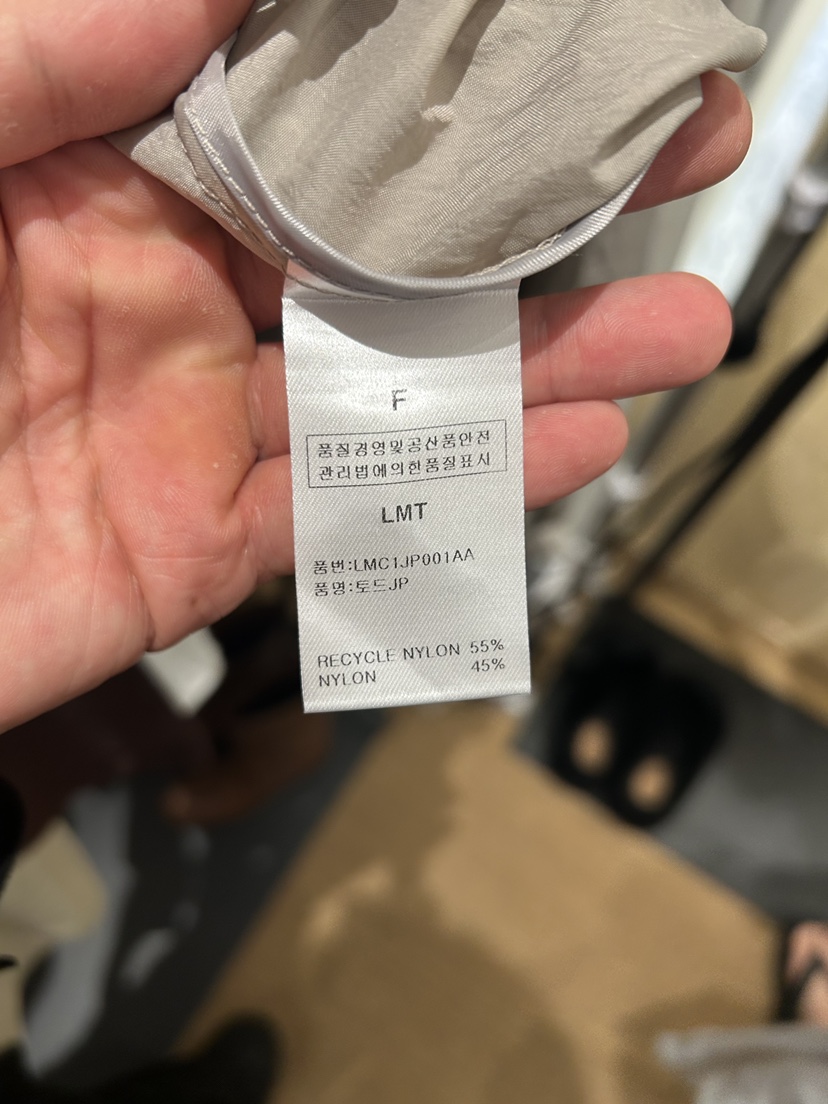 F
품질경영및공산품안전
관리법에의한품질표시
LMT
품번:LMC1JP001AA
품명:토드JP
RECYCLE NYLON 55%
NYLON 45%